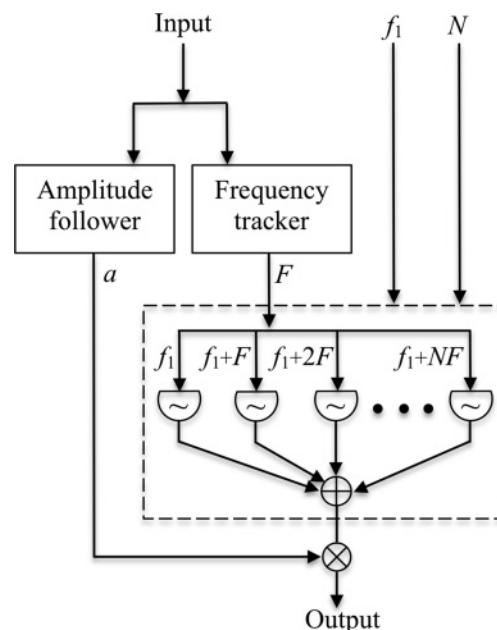 Input
f₁
N
Amplitude
follower
Frequency
tracker
a
F
f₁
f₁+F
f₁+2F
f₁+NF
~
~
~
~
Output